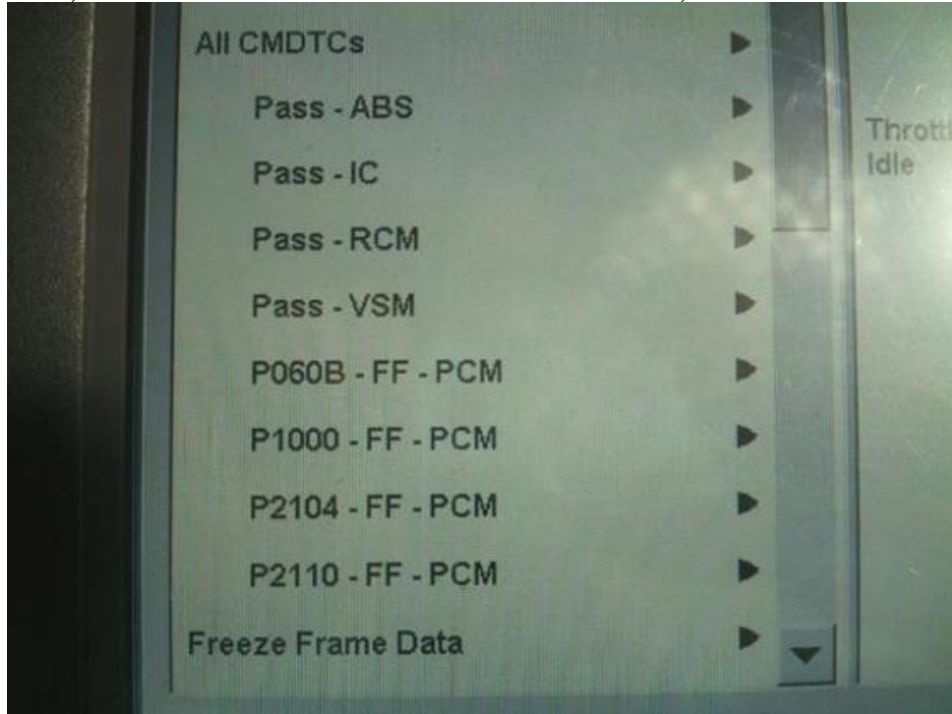 All CMDTCs
Pass - ABS
Pass - IC
Pass - RCM
Pass - VSM
P060B - FF - PCM
P1000 - FF - PCM
P2104 - FF - PCM
P2110 - FF - PCM
Freeze Frame Data
Idle